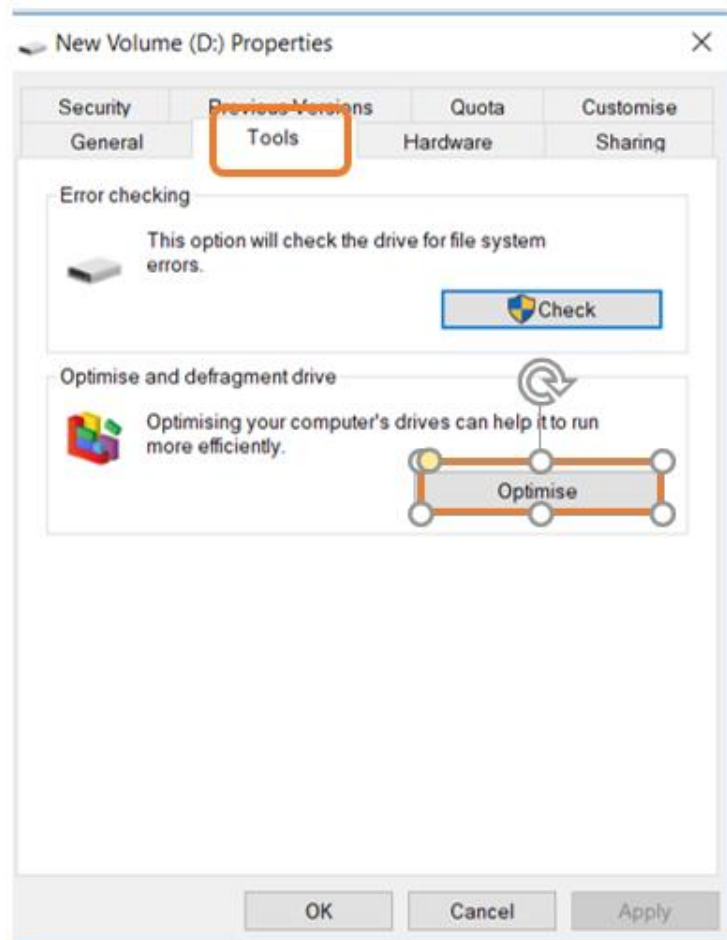 New Volume (D:) Properties
Security Previous Versions Quota Customise
General Tools Hardware Sharing
Error checking
This option will check the drive for file system
errors.
Check
Optimise and defragment drive
Optimising your computer's drives can help it to run
more efficiently.
Optimise
OK Cancel Apply